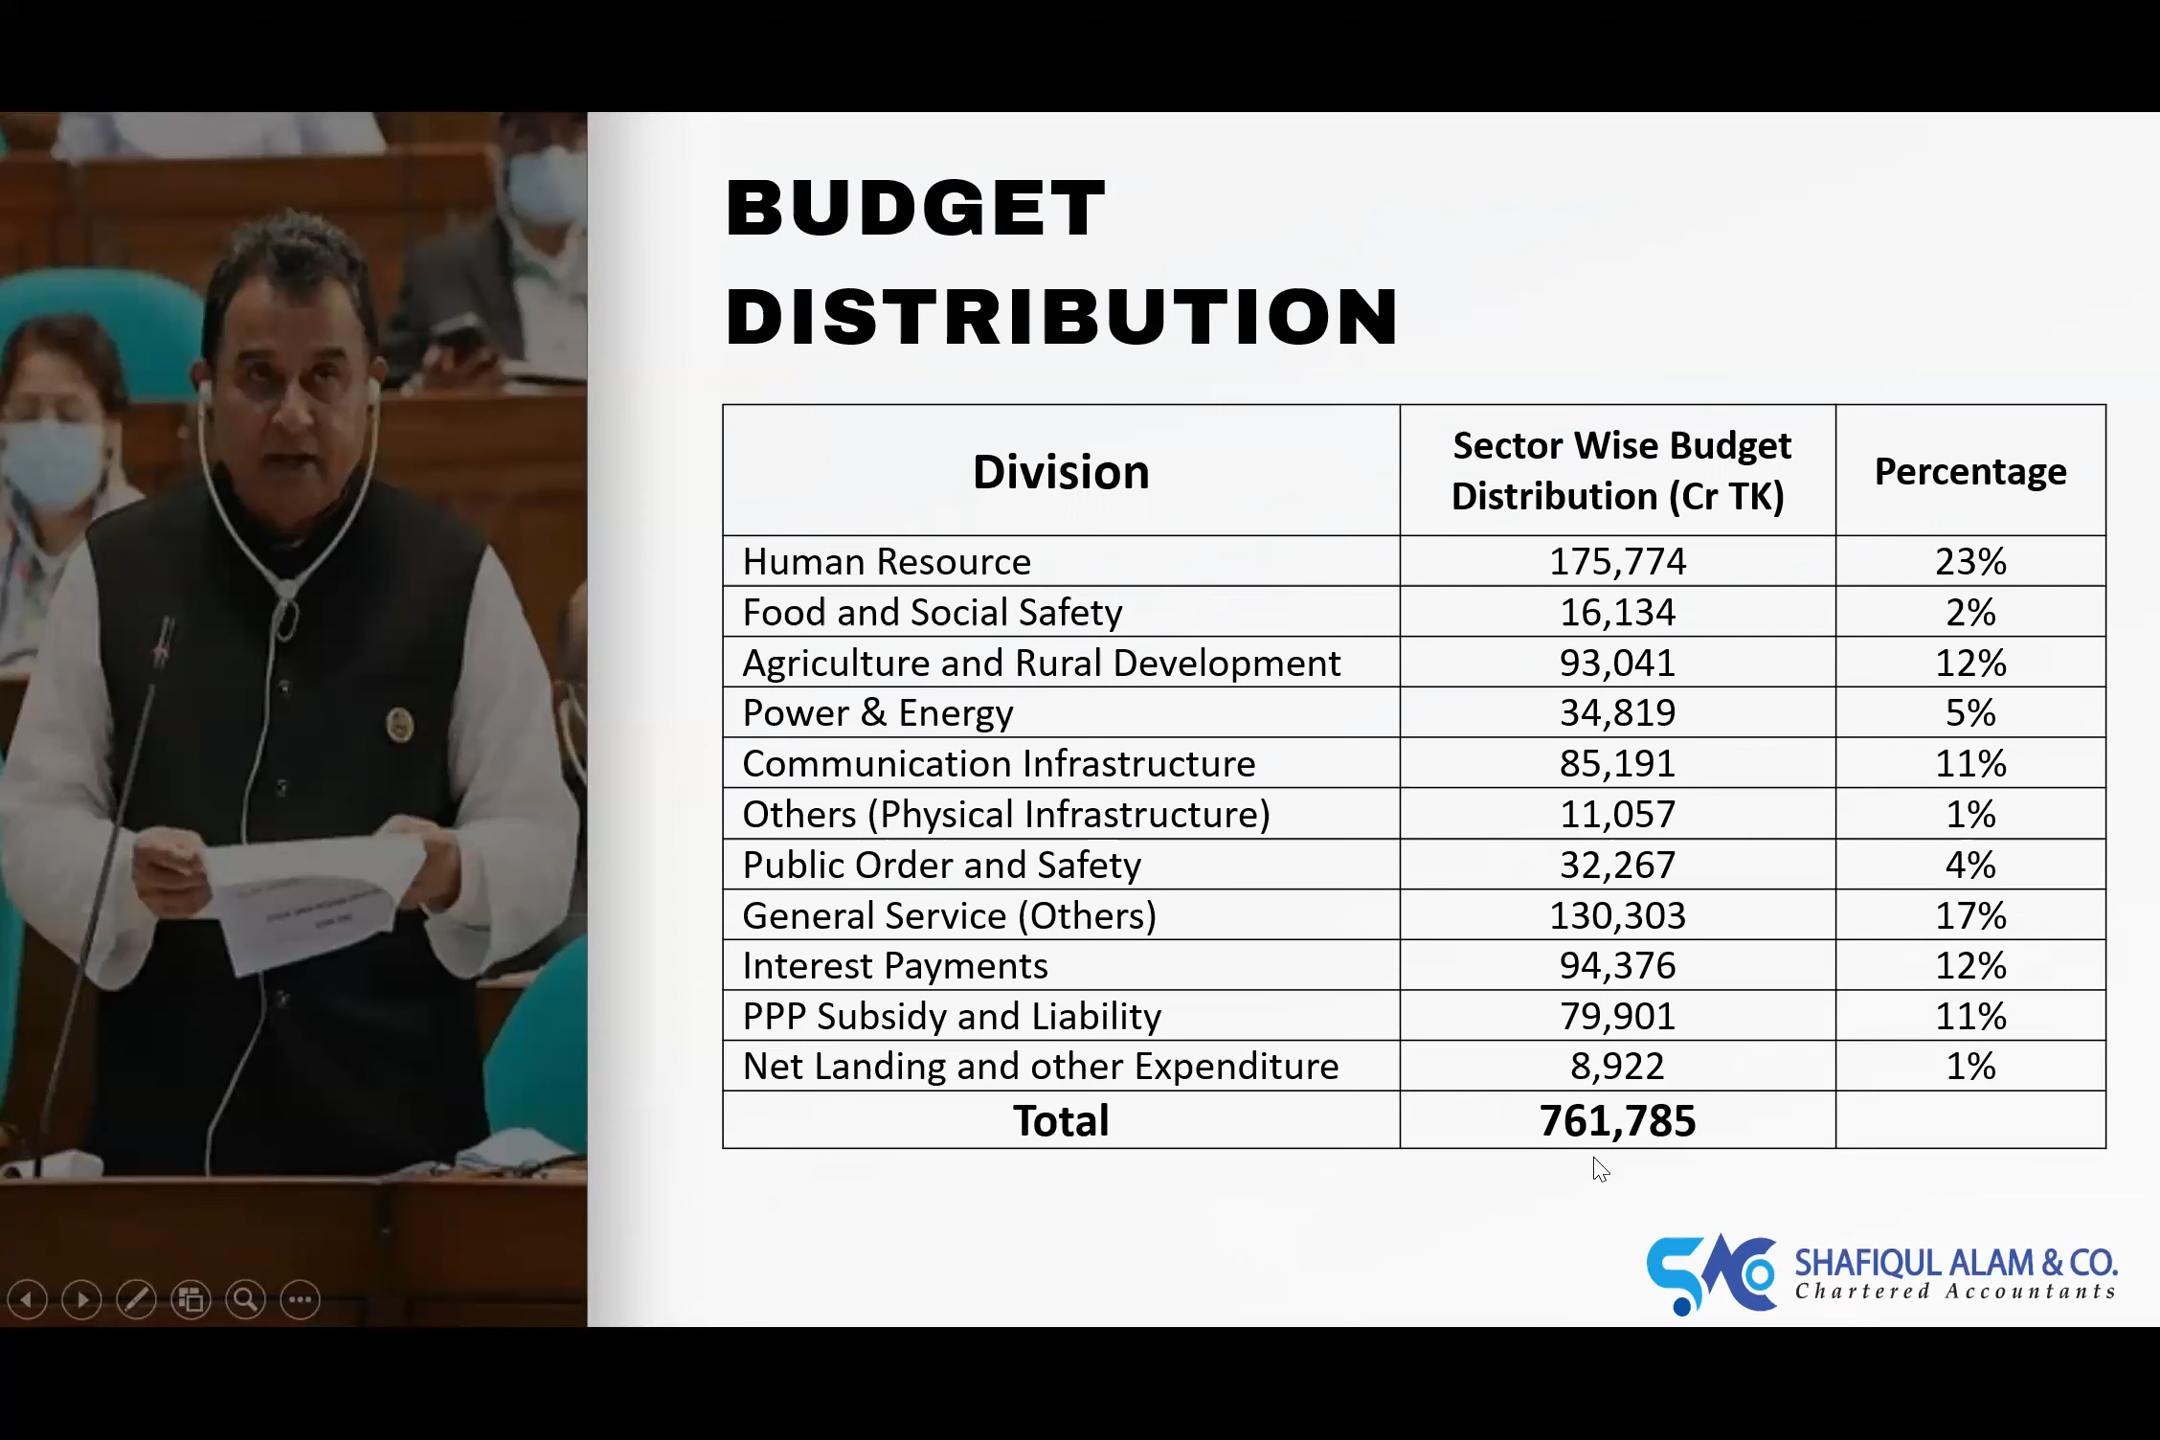 BUDGET
DISTRIBUTION
Division
Sector Wise Budget
Distribution (Cr TK)
Percentage
Human Resource 175,774 23%
Food and Social Safety 16,134 2%
Agriculture and Rural Development 93,041 12%
Power & Energy 34,819 5%
Communication Infrastructure 85,191 11%
Others (Physical Infrastructure) 11,057 1%
Public Order and Safety 32,267 4%
General Service (Others) 130,303 17%
Interest Payments 94,376 12%
PPP Subsidy and Liability 79,901 11%
Net Landing and other Expenditure 8,922 1%
Total 761,785
SHAFIQUL ALAM & CO.
Chartered Accountants